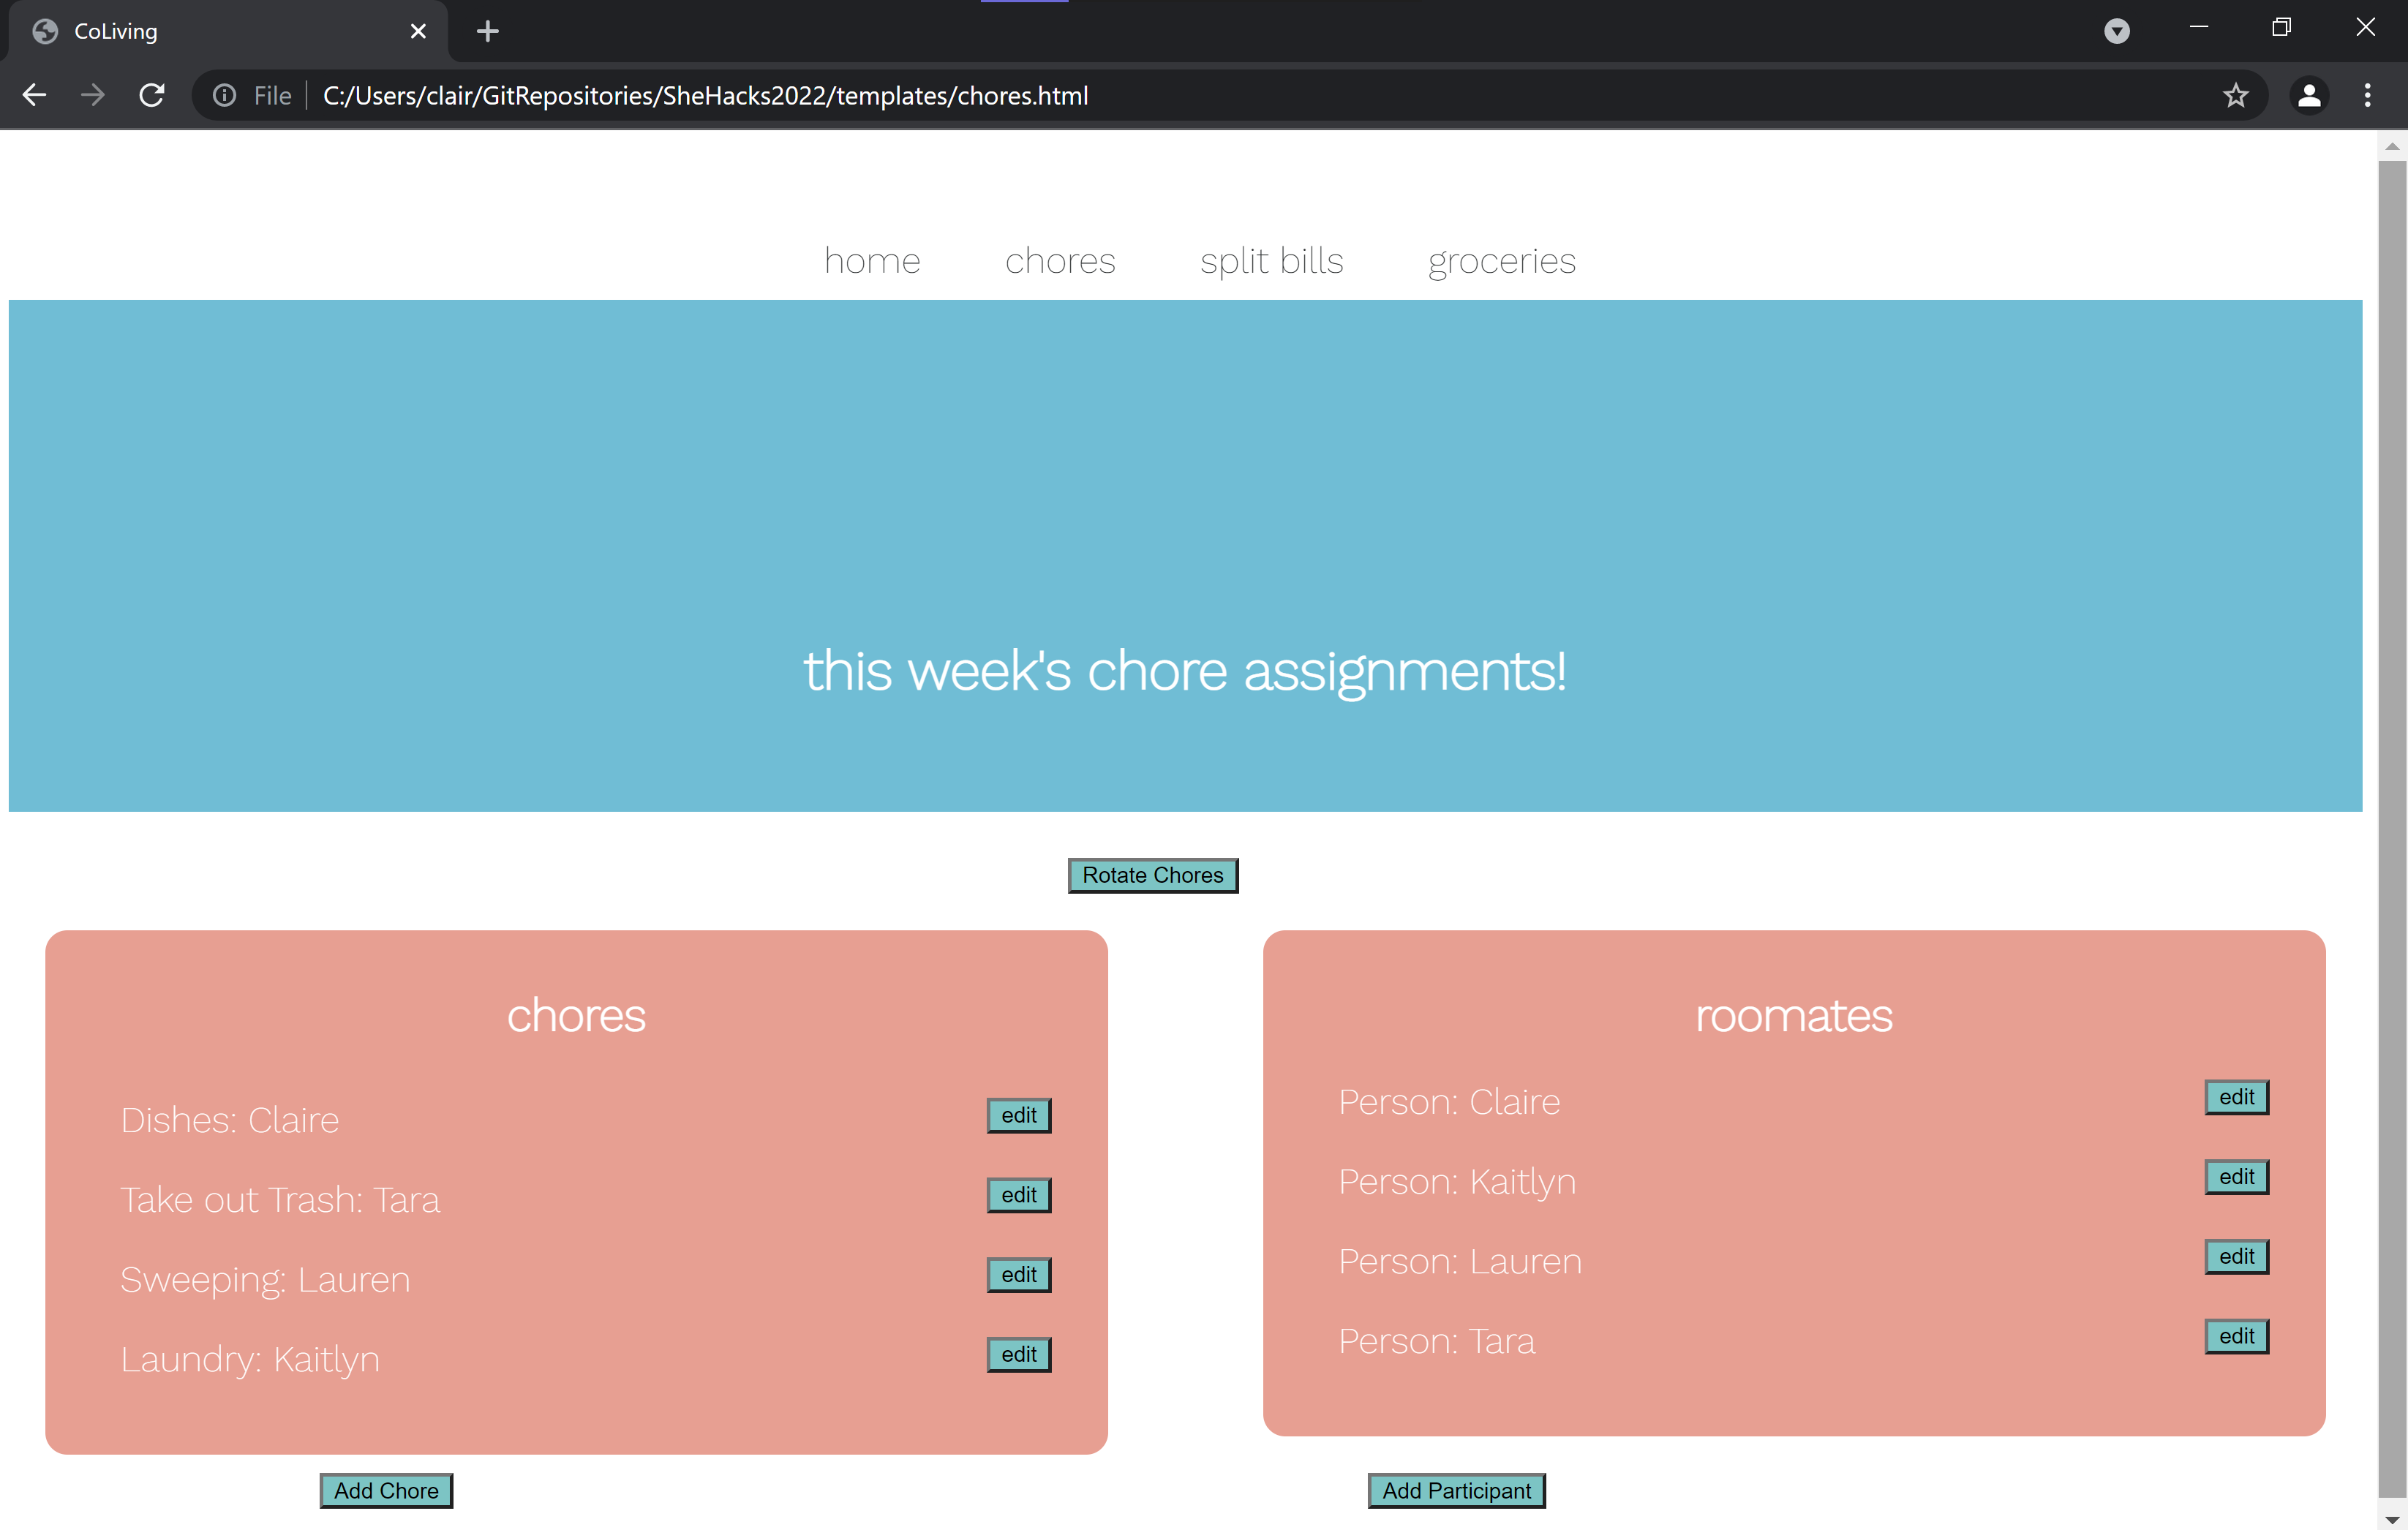 CoLiving
File C:/Users/clair/GitRepositories/SheHacks2022/templates/chores.html
home chores split bills groceries
this week's chore assignments!
Rotate Chores
chores
Dishes: Claire edit
Take out Trash: Tara edit
Sweeping: Lauren edit
Laundry: Kaitlyn edit
Add Chore
roomates
Person: Claire edit
Person: Kaitlyn edit
Person: Lauren edit
Person: Tara edit
Add Participant